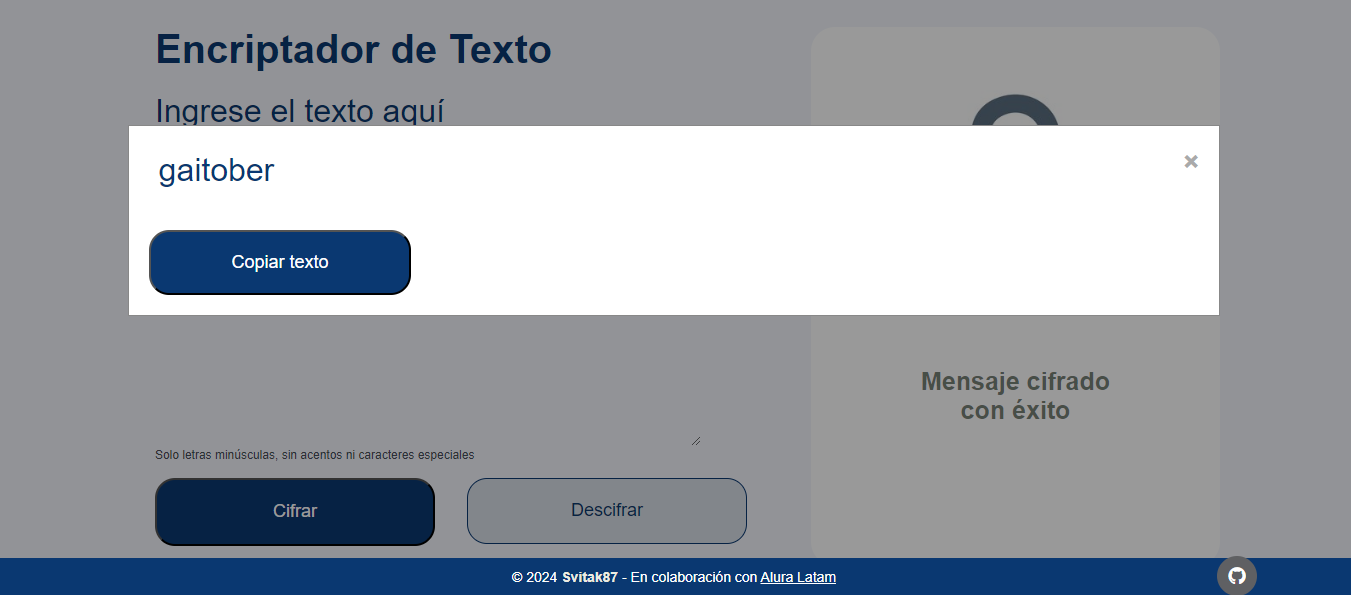 Encriptador de Texto
Ingrese el texto aquí
gaitober
×
Copiar texto
Mensaje cifrado
con éxito
Solo letras minúsculas, sin acentos ni caracteres especiales
Cifrar
Descifrar
© 2024 Svitak87 - En colaboración con Alura Latam